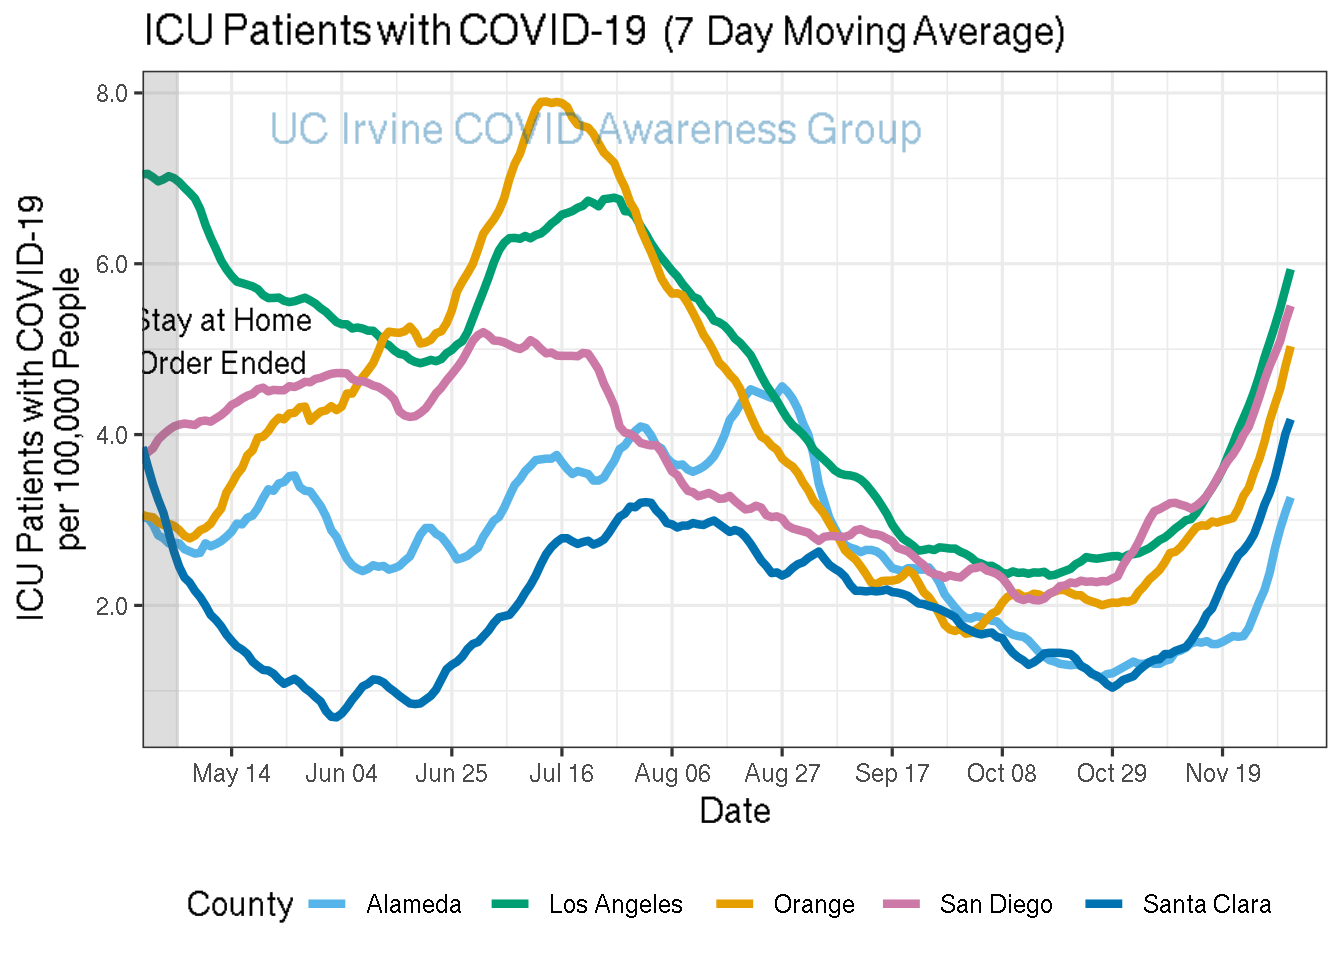 ICU Patients with COVID-19 (7 Day Moving Average)
UC Irvine COVID Awareness Group
ICU Patients with COVID-19
per 100,000 People
8.0
6.0
4.0
2.0
Stay at Home
Order Ended
May 14 Jun 04 Jun 25 Jul 16 Aug 06 Aug 27 Sep 17 Oct 08 Oct 29 Nov 19
Date
County Alameda Los Angeles Orange San Diego Santa Clara